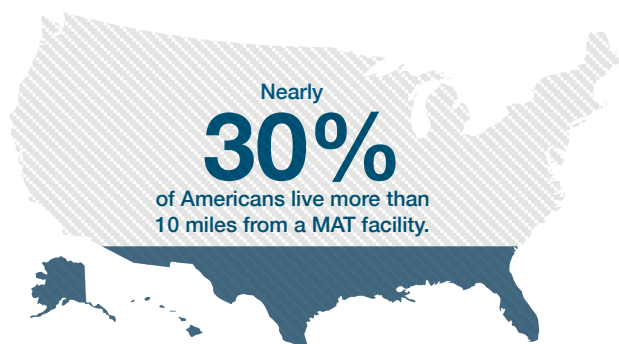 Nearly
30%
of Americans live more than
10 miles from a MAT facility.